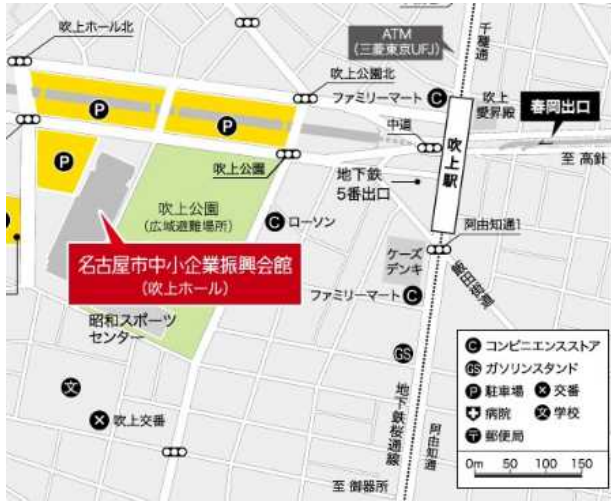 吹上ホール北
ATM
(三菱東京UFJ)
千種通
吹上公園北
ファミリーマート
C
吹上
愛昇殿
春岡出口
P
P
中道
吹上駅
至 高針
P
吹上公園
地下鉄
5番出口
吹上公園
(広域避難場所)
C
ローソン
阿由知通1
ケーズ
デンキ
飯田街道
名古屋市中小企業振興会館
(吹上ホール)
ファミリーマート
C
昭和スポーツ
センター
GS
文
吹上交番
地下鉄桜通線
阿由知通
至 御器所
C コンビニエンスストア
GS ガソリンスタンド
P 駐車場
交番
病院
文 学校
〒 郵便局
0m 50 100 150